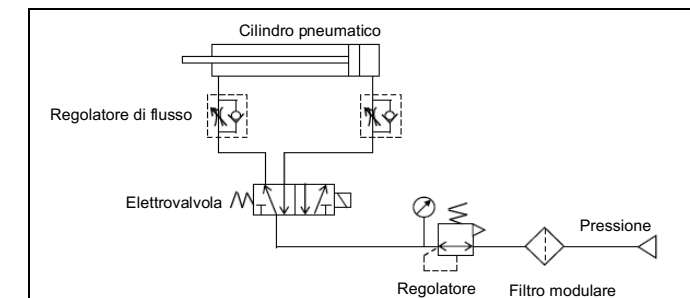 Cilindro pneumatico
Regolatore di flusso
Elettrovalvola
Pressione
Regolatore
Filtro modulare